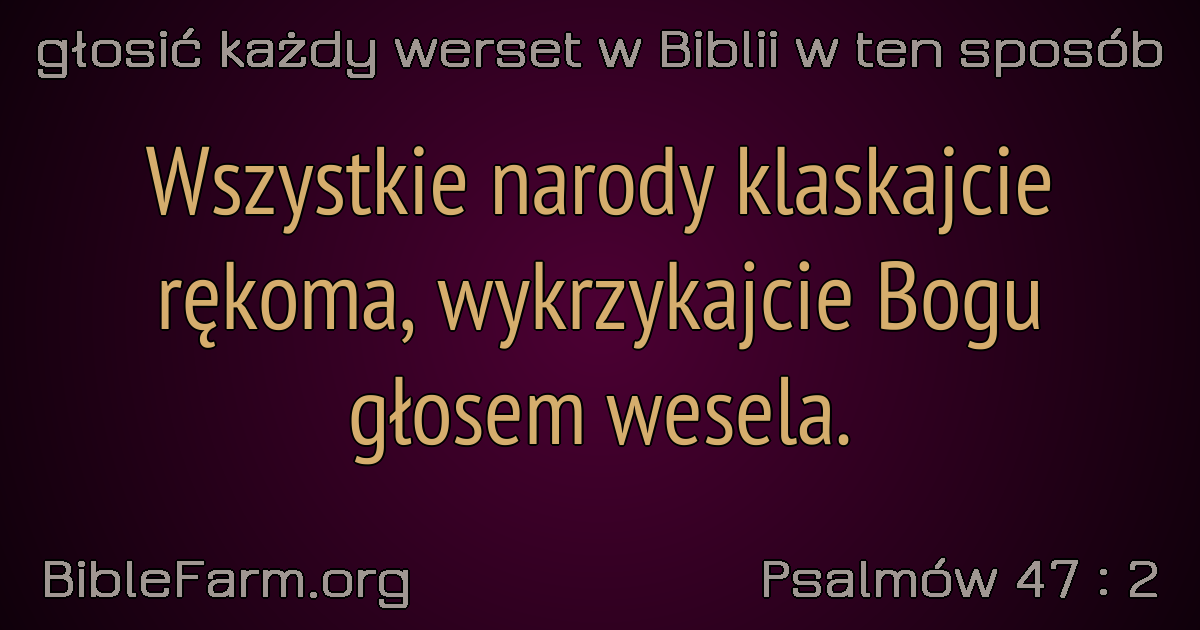 głosić każdy werset w Biblii w ten sposób
Wszystkie narody klaskajcie
rękoma, wykrzykajcie Bogu
głosem wesela.
BibleFarm.org
Psalmów 47 : 2